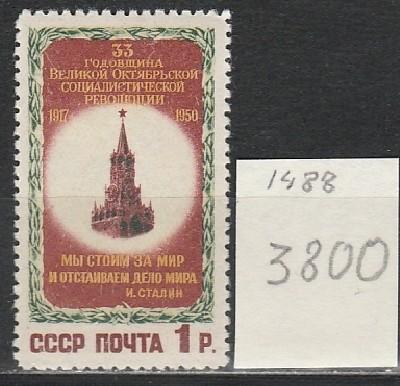 33
ГОДОВЩИНА
ВЕЛИКОЙ ОКТЯБРЬСКОЙ
СОЦИАЛИСТИЧЕСКОЙ
РЕВОЛЮЦИИ
1917 1950
МЫ СТОИМ ЗА МИР
И ОТСТАИВАЕМ ДЕЛО МИРА
И. СТАЛИН
СССР ПОЧТА 1 Р.
1488
3800